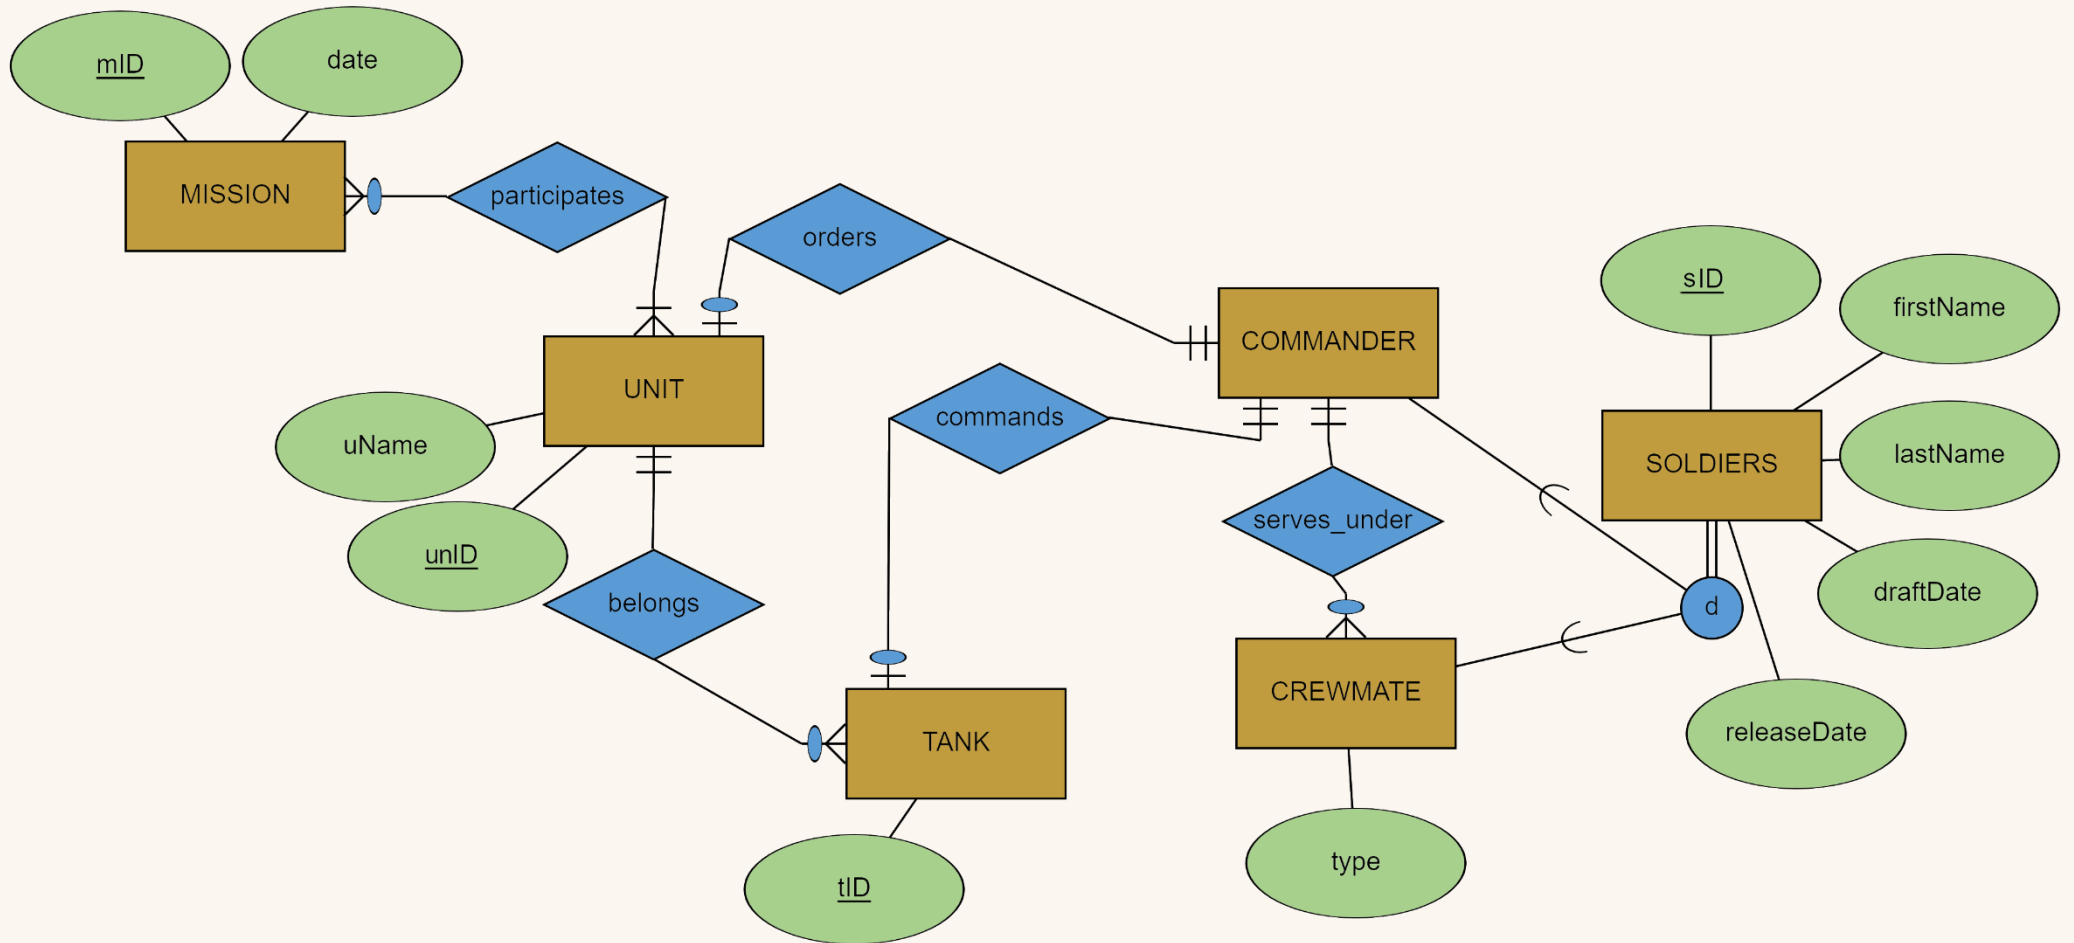 mID
date
MISSION
participates
orders
sID
firstName
COMMANDER
UNIT
commands
uName
lastName
SOLDIERS
serves_under
unID
belongs
draftDate
d
CREWMATE
releaseDate
TANK
type
tID